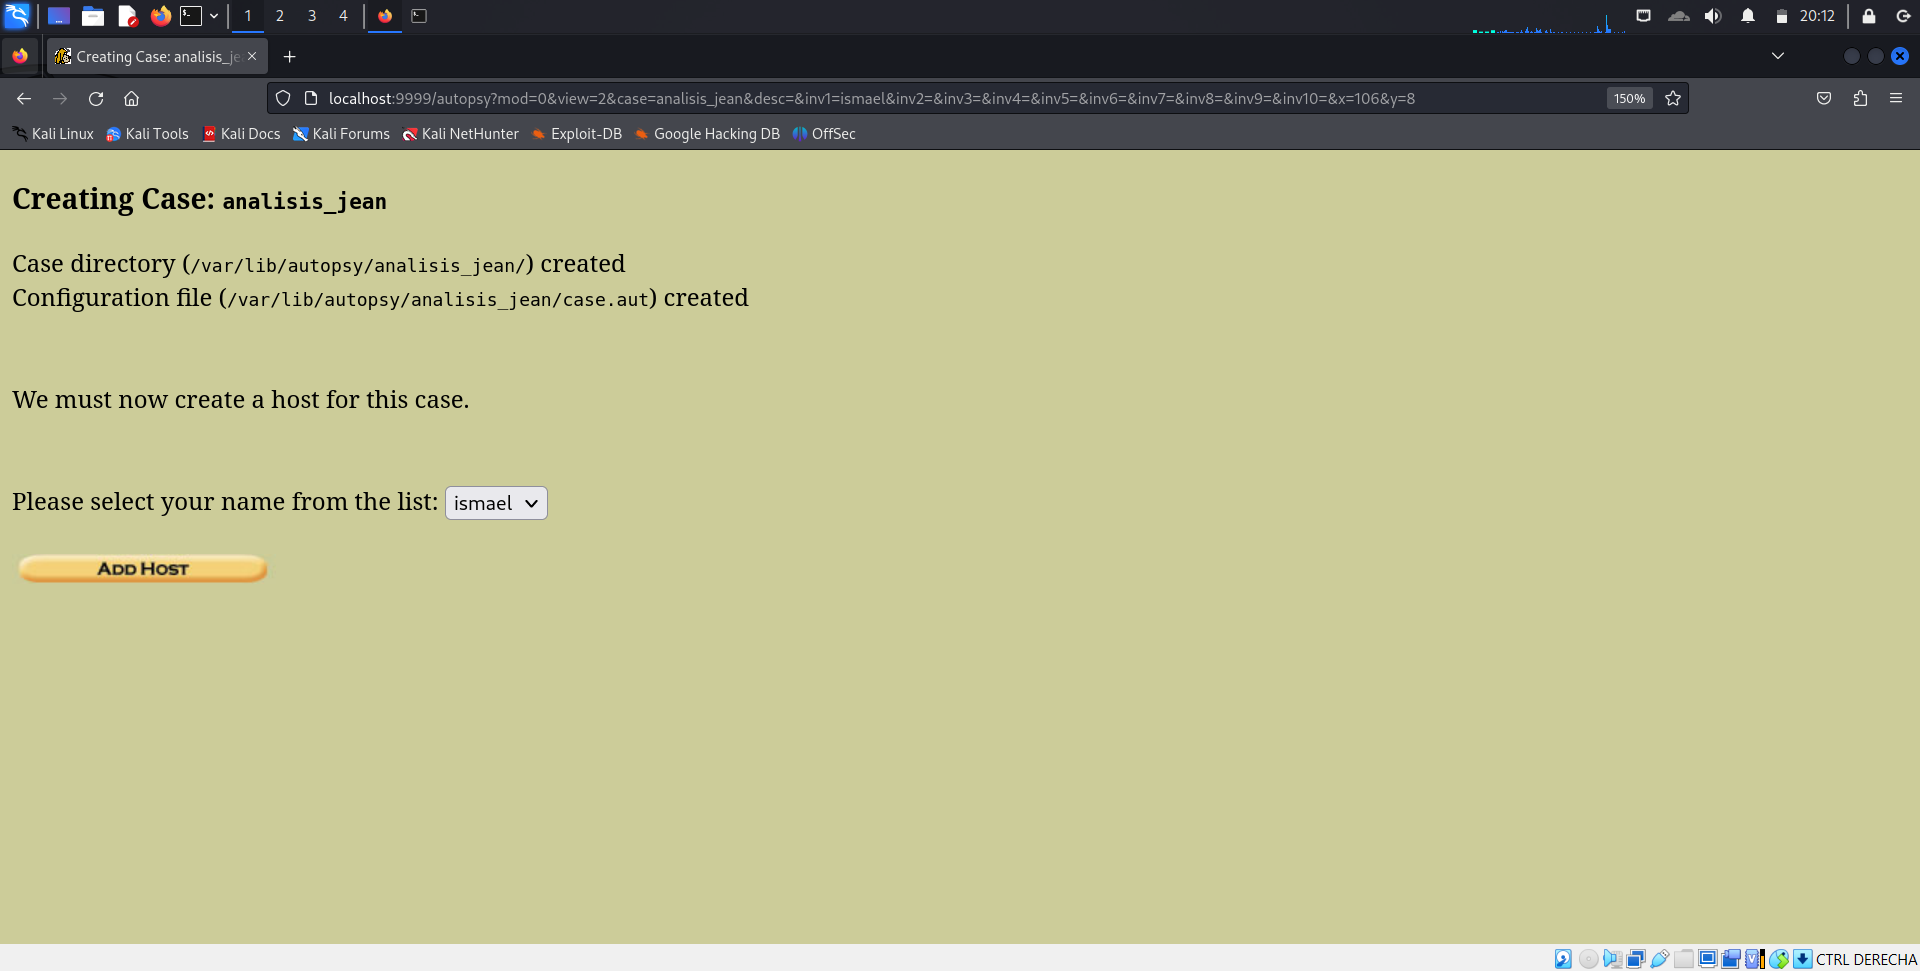 1 2 3 4 20:12
Creating Case: analisis_je
localhost:9999/autopsy?mod=0&view=2&case=analisis_jean&desc=&inv1=ismael&inv2=&inv3=&inv4=&inv5=&inv6=&inv7=&inv8=&inv9=&inv10=&x=106&y=8 150%
Kali Linux Kali Tools Kali Docs Kali Forums Kali NetHunter Exploit-DB Google Hacking DB OffSec
Creating Case: analisis_jean
Case directory (/var/lib/autopsy/analisis_jean/) created
Configuration file (/var/lib/autopsy/analisis_jean/case.aut) created
We must now create a host for this case.
Please select your name from the list: ismael
ADD HOST
CTRL DERECHA